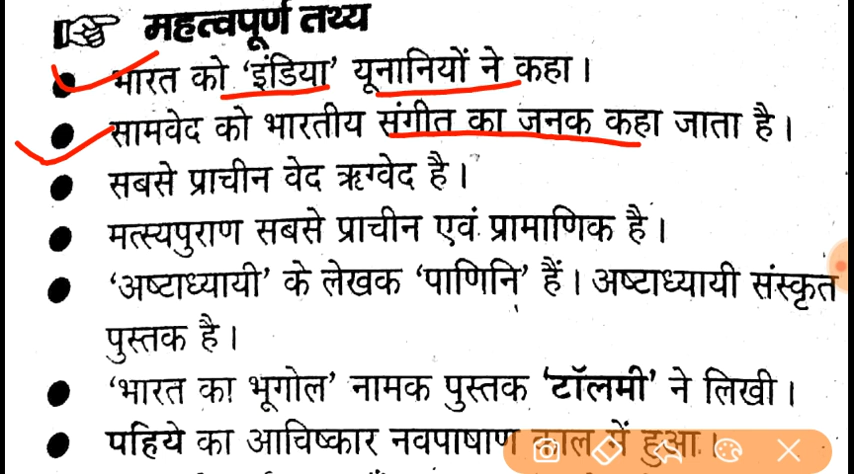 महत्वपूर्ण तथ्य
भारत को ‘इंडिया’ यूनानियों ने कहा।
सामवेद को भारतीय संगीत का जनक कहा जाता है।
सबसे प्राचीन वेद ऋग्वेद है।
मत्स्यपुराण सबसे प्राचीन एवं प्रामाणिक है।
‘अष्टाध्यायी’ के लेखक ‘पाणिनि’ हैं। अष्टाध्यायी संस्कृत
पुस्तक है।
‘भारत का भूगोल’ नामक पुस्तक ‘टॉलमी’ ने लिखी।
पहिये का आविष्कार नवपाषाण काल में हुआ।